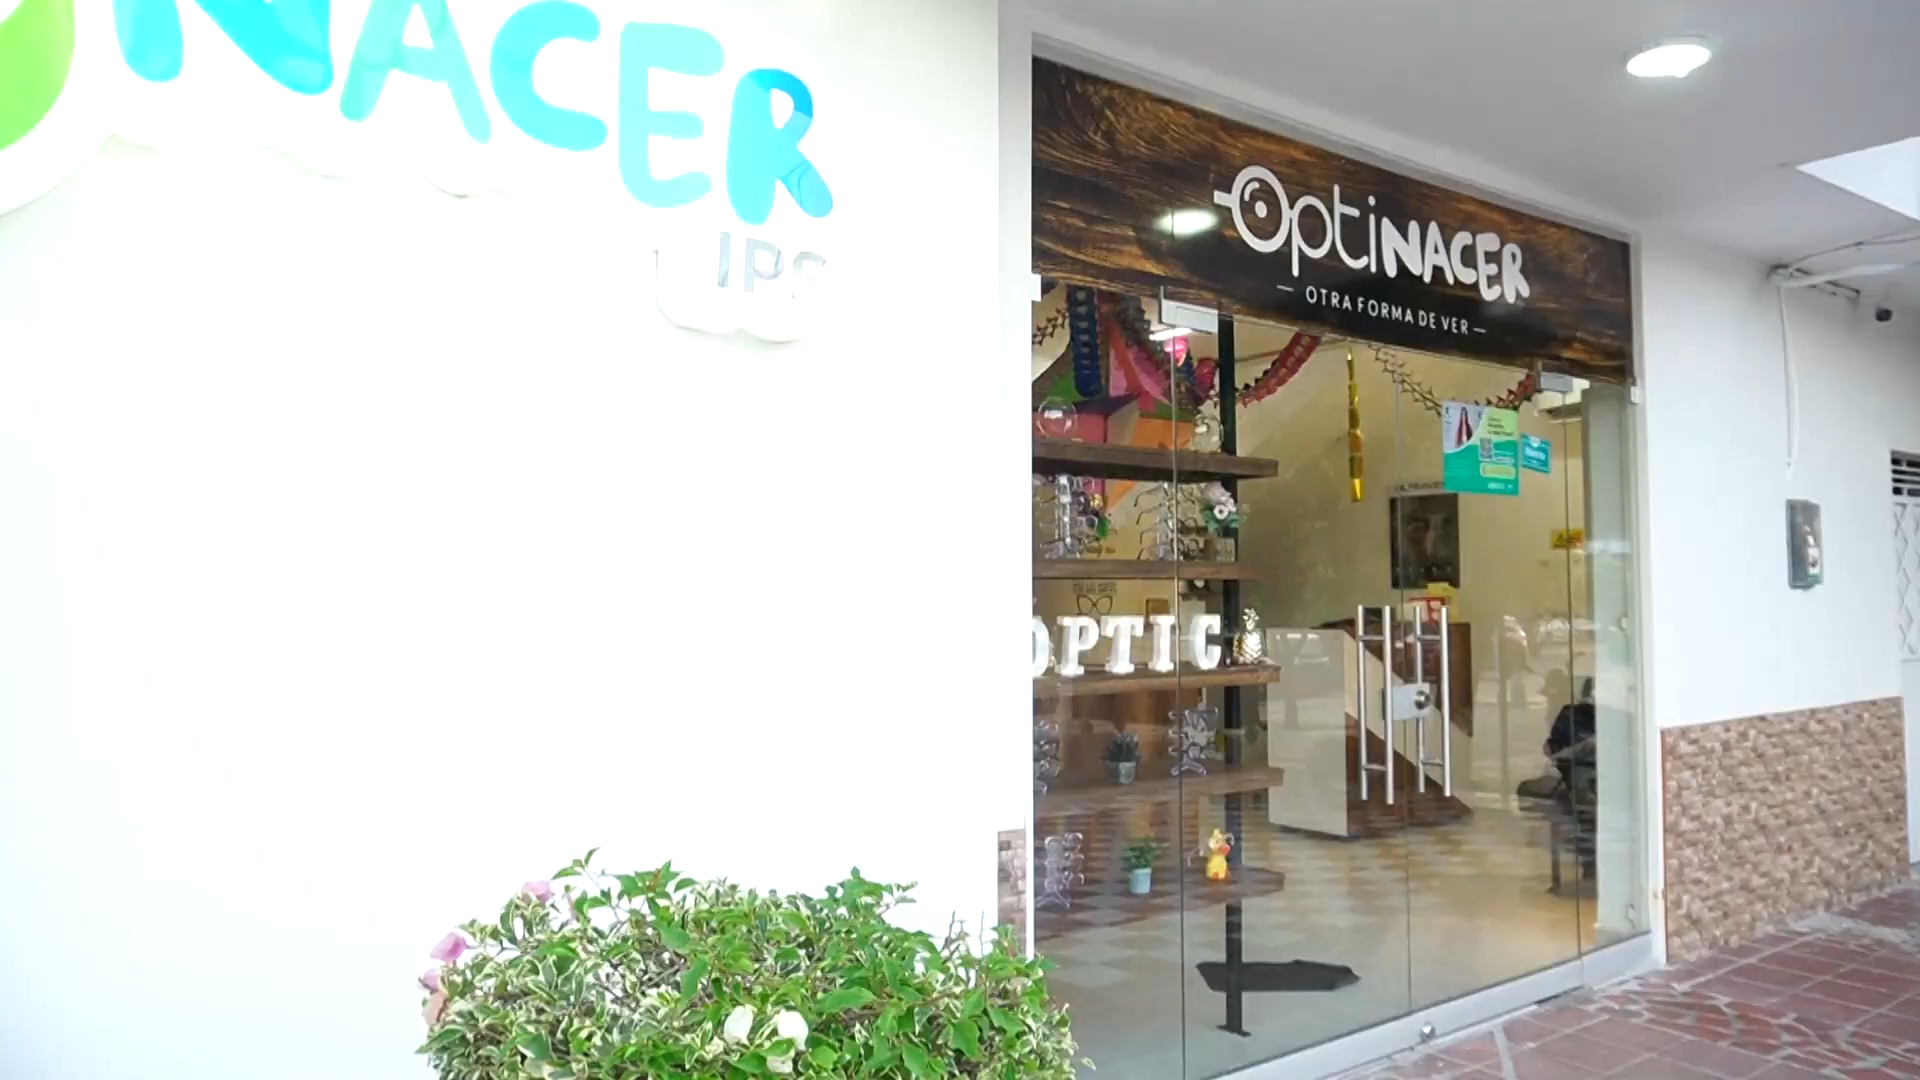 NACER
IPS
OptiNACER
— OTRA FORMA DE VER —
OPTIC